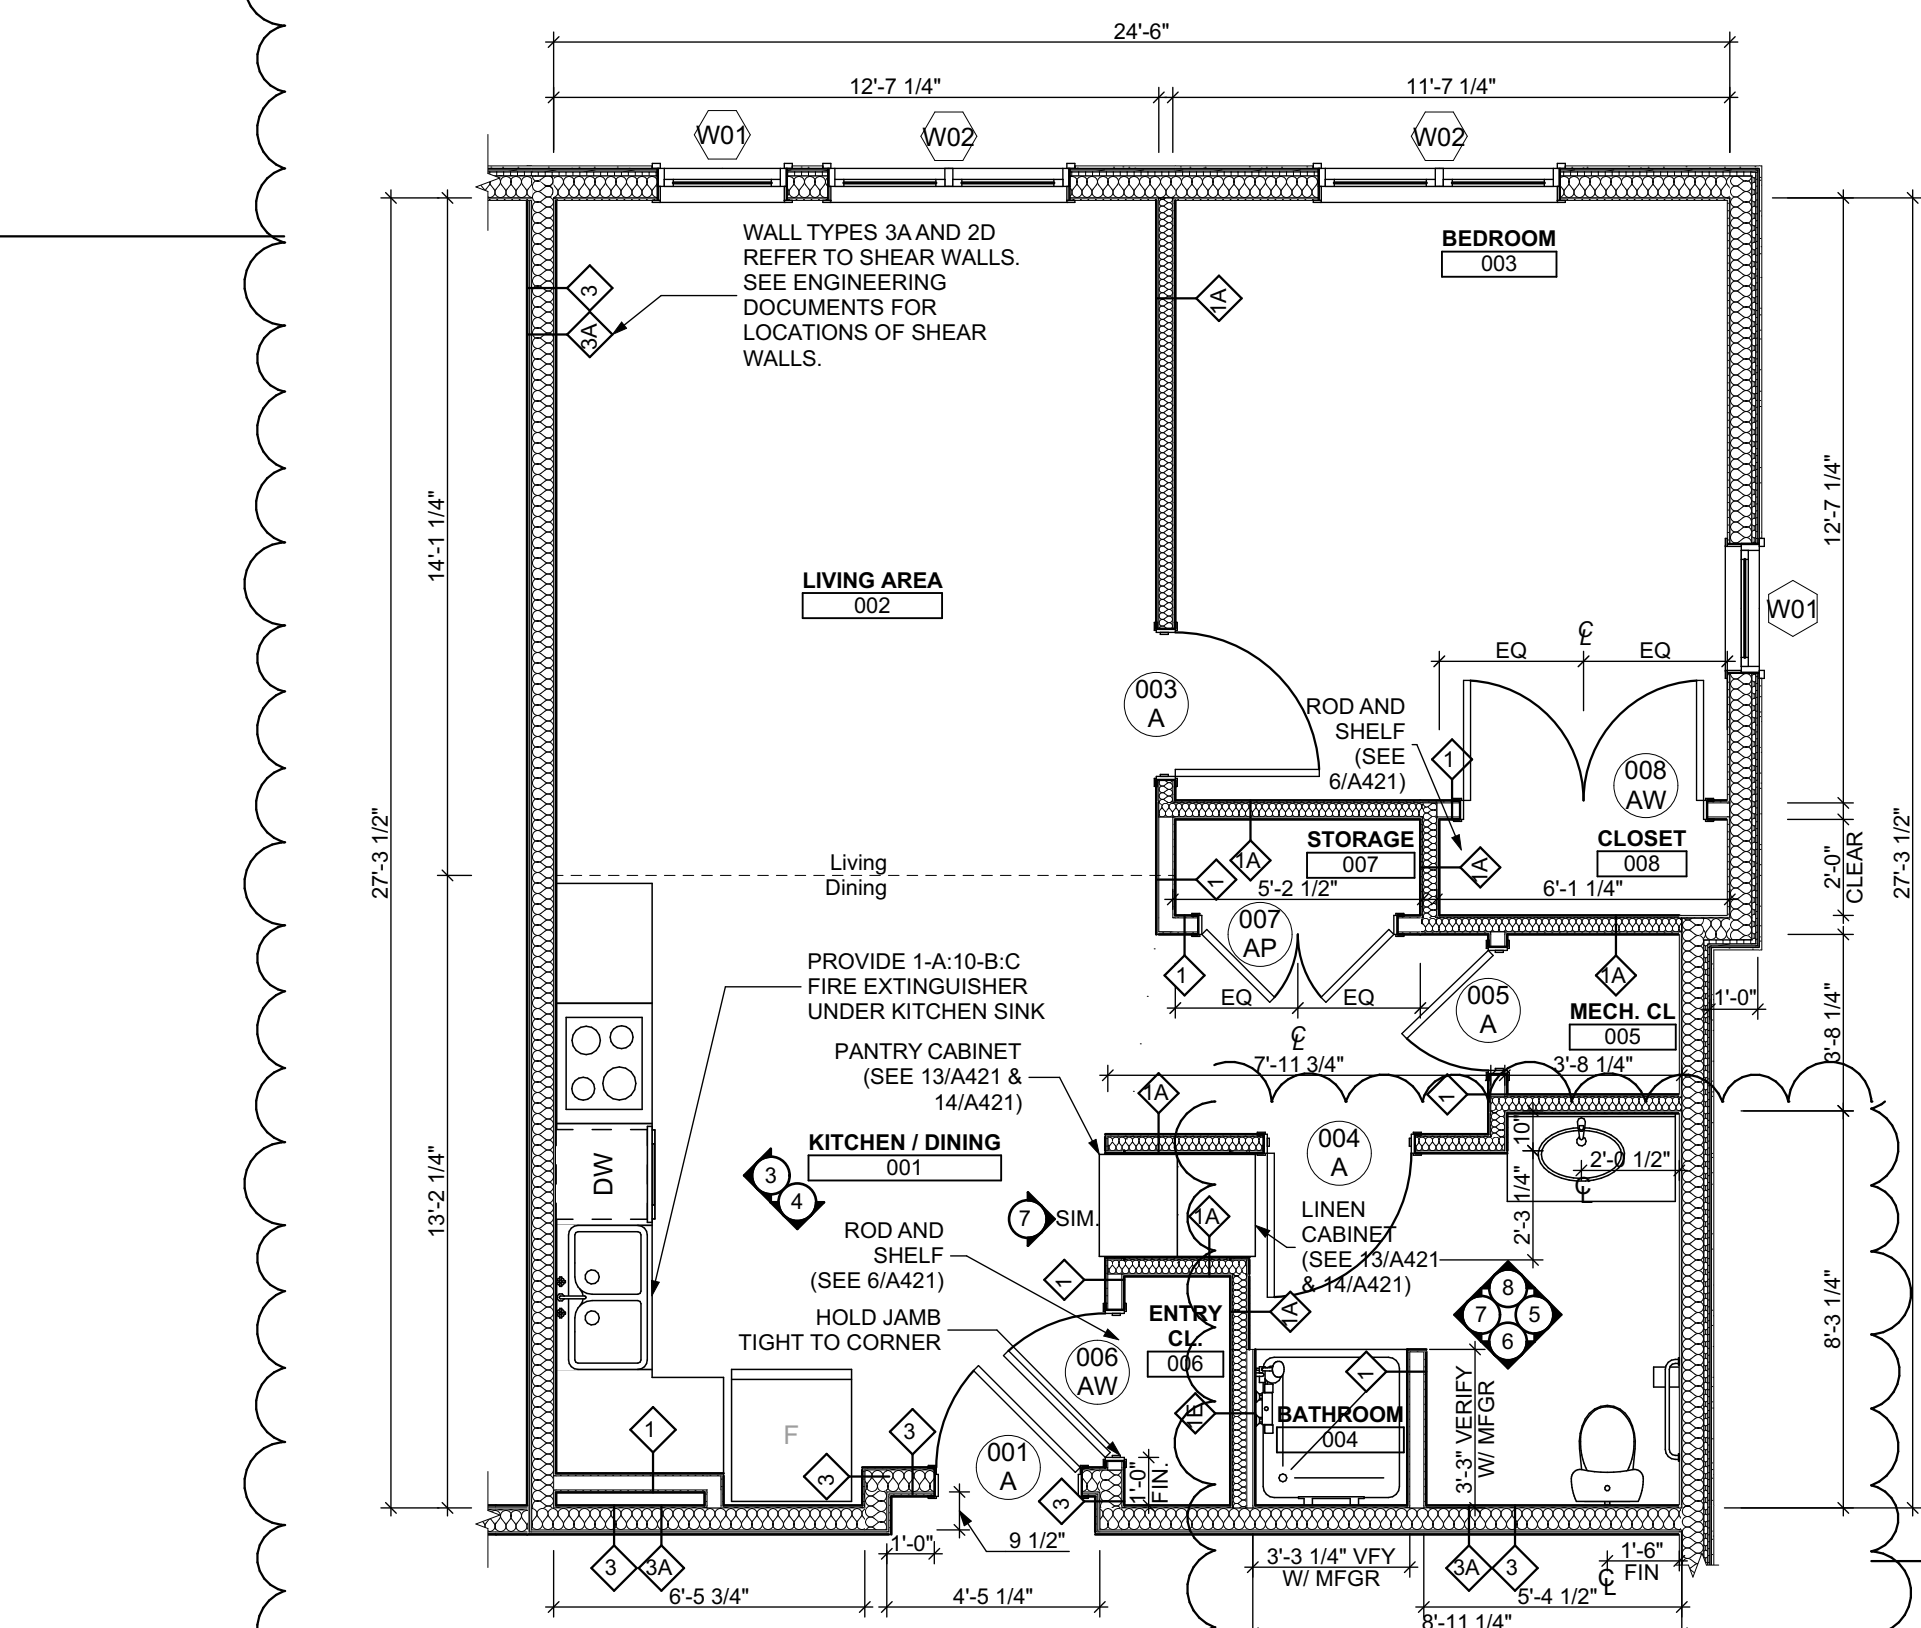 24'-6"
12'-7 1/4"
11'-7 1/4"
W01
W02
W02
WALL TYPES 3A AND 2D
REFER TO SHEAR WALLS.
SEE ENGINEERING
DOCUMENTS FOR
LOCATIONS OF SHEAR
WALLS.
BEDROOM
003
3
3A
1A
14'-1 1/4"
12'-7 1/4"
LIVING AREA
002
W01
EQ
EQ
003
A
ROD AND
SHELF
(SEE
6/A421)
1
008
AW
27'-3 1/2"
27'-3 1/2"
STORAGE
007
1A
1
5'-2 1/2"
CLOSET
008
1A
6'-1 1/4"
2'-0"
CLEAR
Living
Dining
007
AP
1
EQ
EQ
005
A
1A
MECH. CL
005
1'-0"
3'-8 1/4"
PROVIDE 1-A:10-B:C
FIRE EXTINGUISHER
UNDER KITCHEN SINK
PANTRY CABINET
(SEE 13/A421 &
14/A421)
7'-11 3/4"
3'-8 1/4"
1A
1
KITCHEN / DINING
001
004
A
10"
2'-0 1/2"
2'-3 1/4"
DW
3
4
7
SIM.
1A
LINEN
CABINET
(SEE 13/A421
& 14/A421)
13'-2 1/4"
ROD AND
SHELF
(SEE 6/A421)
1
HOLD JAMB
TIGHT TO CORNER
ENTRY
CL.
006
1A
8
7
5
6
8'-3 1/4"
006
AW
1
1E
BATHROOM
004
3'-3" VERIFY
W/ MFGR
F
1
3
3
001
A
3
1'-0"
FIN.
1'-0"
9 1/2"
3
3A
3'-3 1/4" VFY
W/ MFGR
3A
3
1'-6"
FIN
6'-5 3/4"
4'-5 1/4"
5'-4 1/2"
8'-11 1/4"